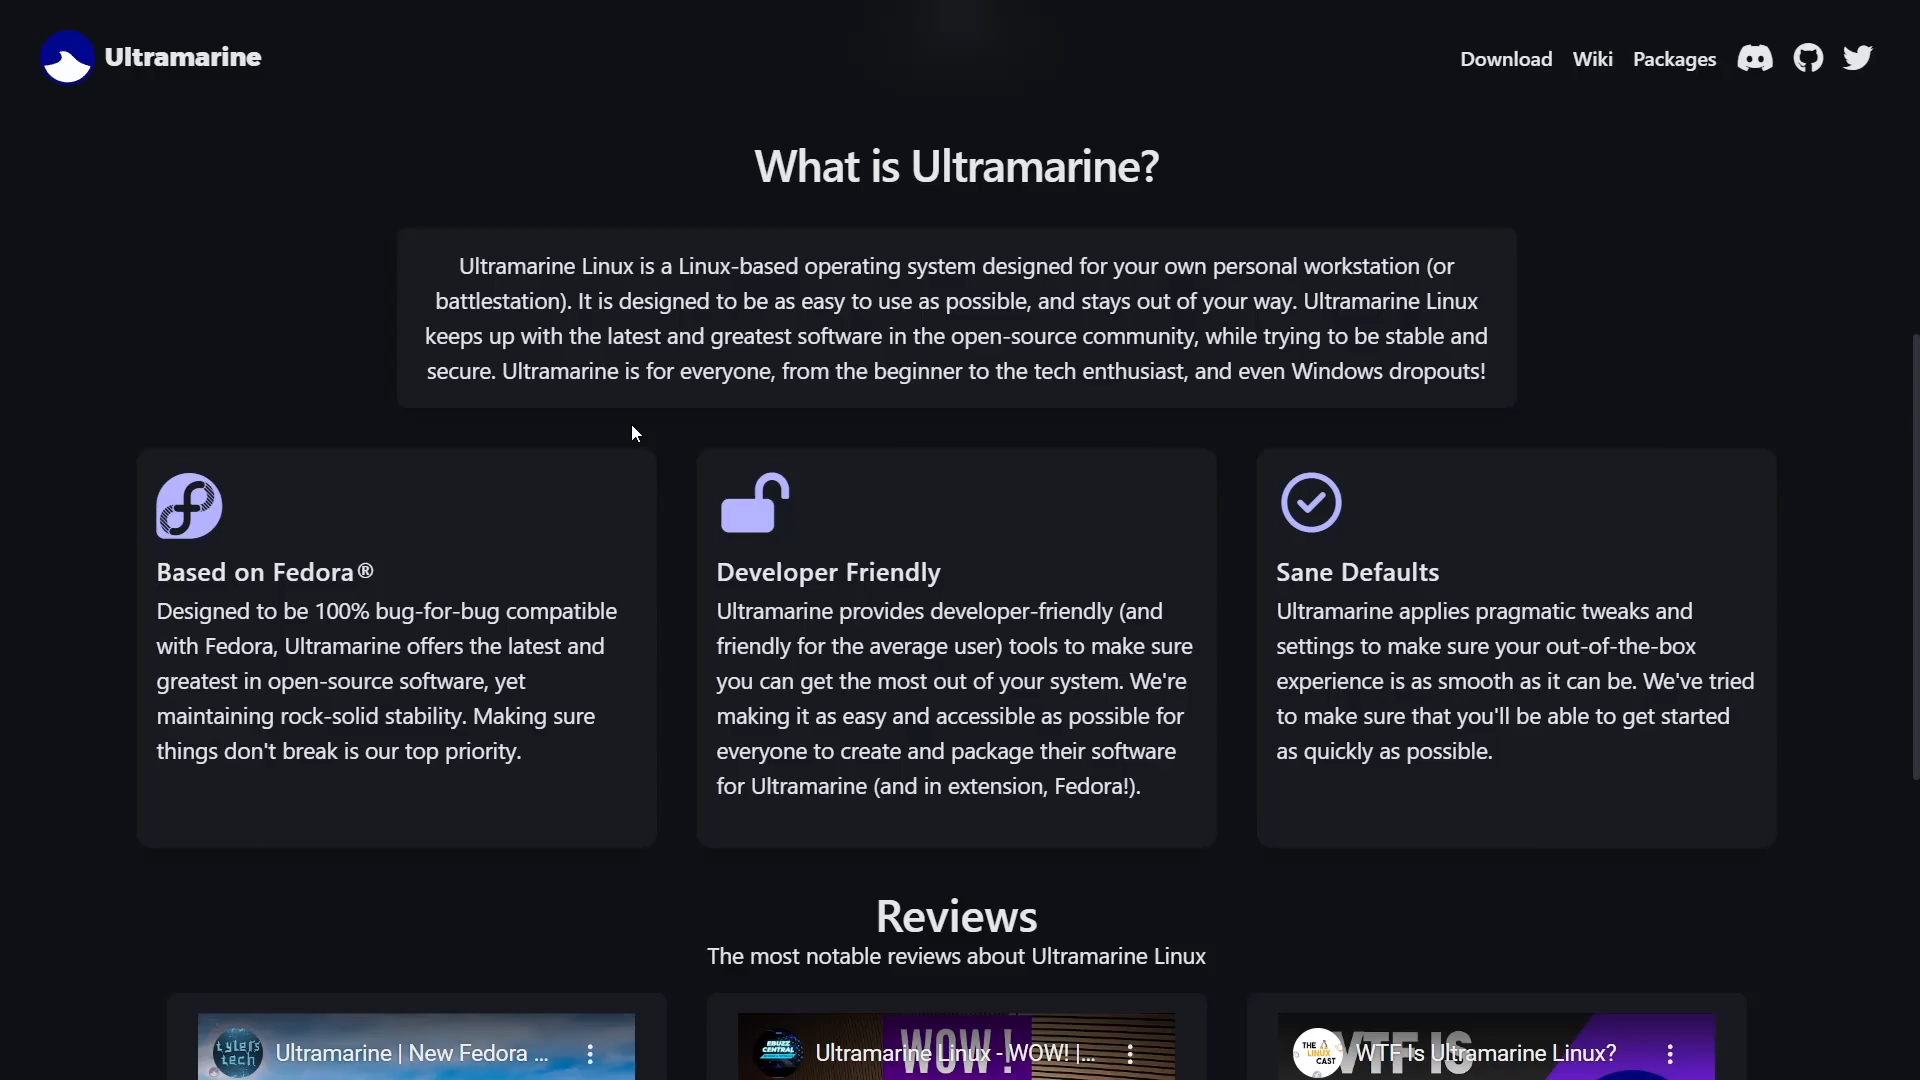 Ultramarine
Download Wiki Packages
What is Ultramarine?
Ultramarine Linux is a Linux-based operating system designed for your own personal workstation (or
battlestation). It is designed to be as easy to use as possible, and stays out of your way. Ultramarine Linux
keeps up with the latest and greatest software in the open-source community, while trying to be stable and
secure. Ultramarine is for everyone, from the beginner to the tech enthusiast, and even Windows dropouts!
Based on Fedora®
Designed to be 100% bug-for-bug compatible
with Fedora, Ultramarine offers the latest and
greatest in open-source software, yet
maintaining rock-solid stability. Making sure
things don't break is our top priority.
Developer Friendly
Ultramarine provides developer-friendly (and
friendly for the average user) tools to make sure
you can get the most out of your system. We're
making it as easy and accessible as possible for
everyone to create and package their software
for Ultramarine (and in extension, Fedora!).
Sane Defaults
Ultramarine applies pragmatic tweaks and
settings to make sure your out-of-the-box
experience is as smooth as it can be. We've tried
to make sure that you'll be able to get started
as quickly as possible.
Reviews
The most notable reviews about Ultramarine Linux
tylers
tech
Ultramarine | New Fedora ...
EBUZZ
CENTRAL
Ultramarine Linux - WOW! |...
WOW!
THE
LINUX
CAST
WTF Is Ultramarine Linux?
WTF IS